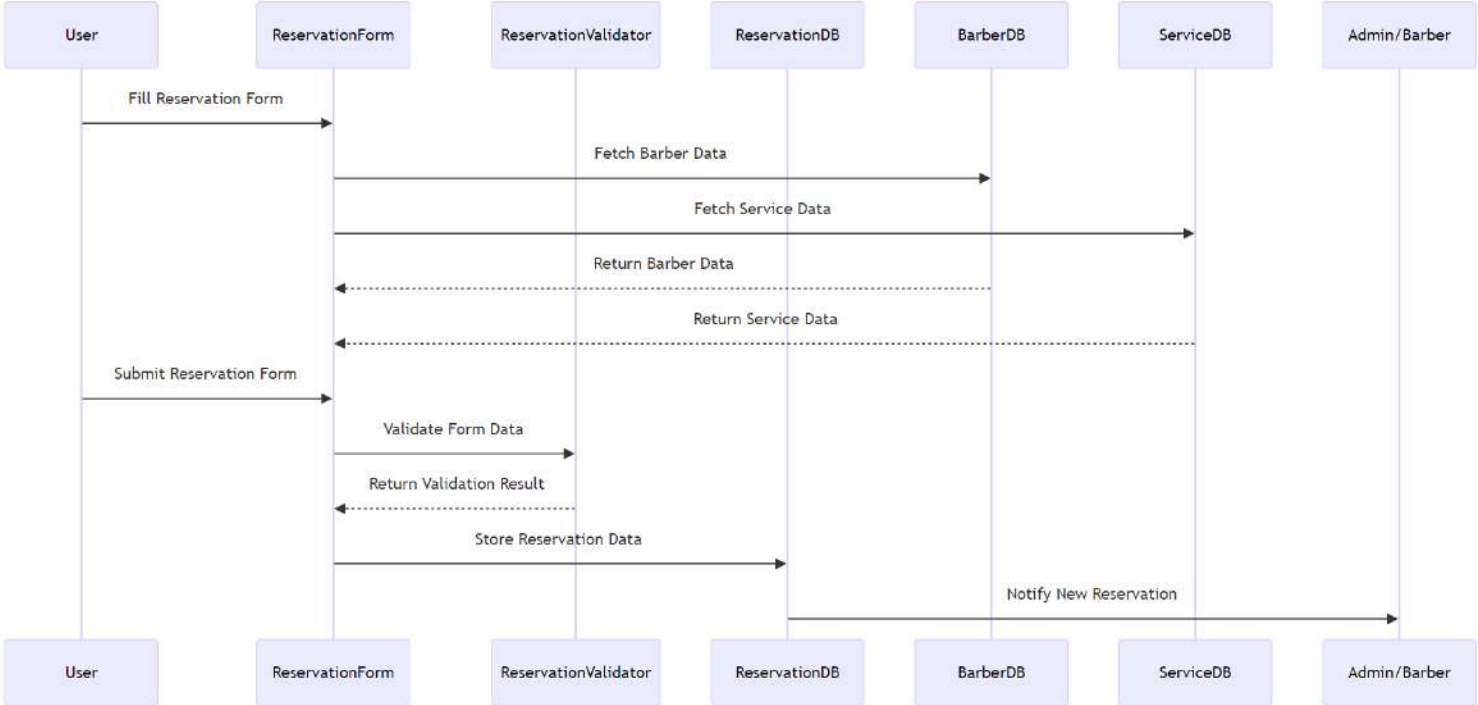 User
ReservationForm
ReservationValidator
ReservationDB
BarberDB
ServiceDB
Admin/Barber
Fill Reservation Form
Fetch Barber Data
Fetch Service Data
Return Barber Data
Return Service Data
Submit Reservation Form
Validate Form Data
Return Validation Result
Store Reservation Data
Notify New Reservation
User
ReservationForm
ReservationValidator
ReservationDB
BarberDB
ServiceDB
Admin/Barber